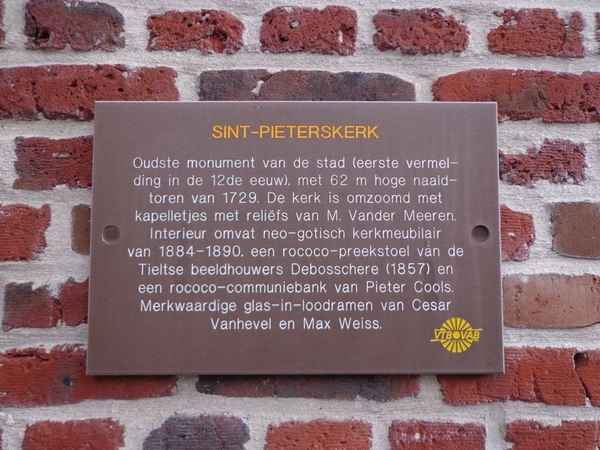 SINT-PIETERSKERK
Oudste monument van de stad (eerste vermel-
ding in de 12de eeuw), met 62 m hoge naald-
toren van 1729. De kerk is omzoomd met
kapelletjes met reliëfs van M. Vander Meeren.
Interieur omvat neo-gotisch kerkmeubilair
van 1884-1890, een rococo-preekstoel van de
Tieltse beeldhouwers Debosschere (1857) en
een rococo-communiebank van Pieter Cools.
Merkwaardige glas-in-loodramen van Cesar
Vanhevel en Max Weiss.
VTB VAB